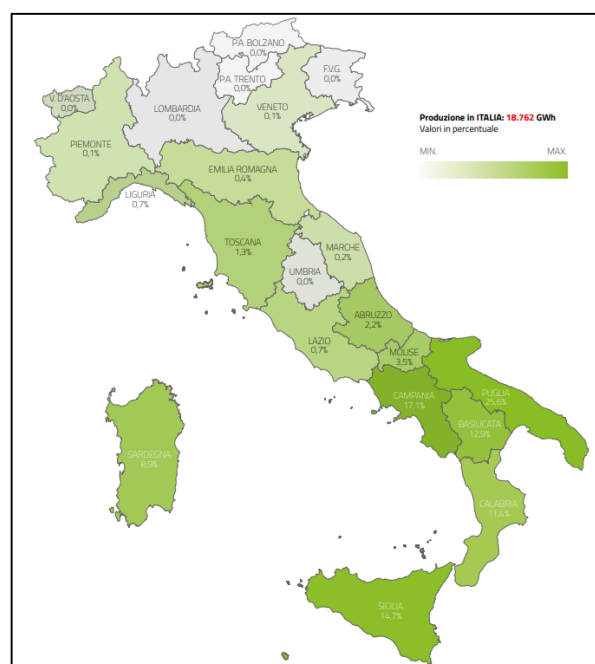 P.A. BOLZANO
0,0%
P.A. TRENTO
0,0%
F.V.G.
0,0%
V. D'AOSTA
0,0%
LOMBARDIA
0,0%
VENETO
0,1%
PIEMONTE
0,1%
Produzione in ITALIA: 18.762 GWh
Valori in percentuale
MIN.
MAX.
EMILIA ROMAGNA
0,4%
LIGURIA
0,7%
TOSCANA
1,3%
MARCHE
0,2%
UMBRIA
0,0%
ABRUZZO
2,2%
LAZIO
0,7%
MOLISE
3,5%
CAMPANIA
17,1%
PUGLIA
25,6%
BASILICATA
12,9%
SARDEGNA
8,9%
CALABRIA
11,4%
SICILIA
14,7%